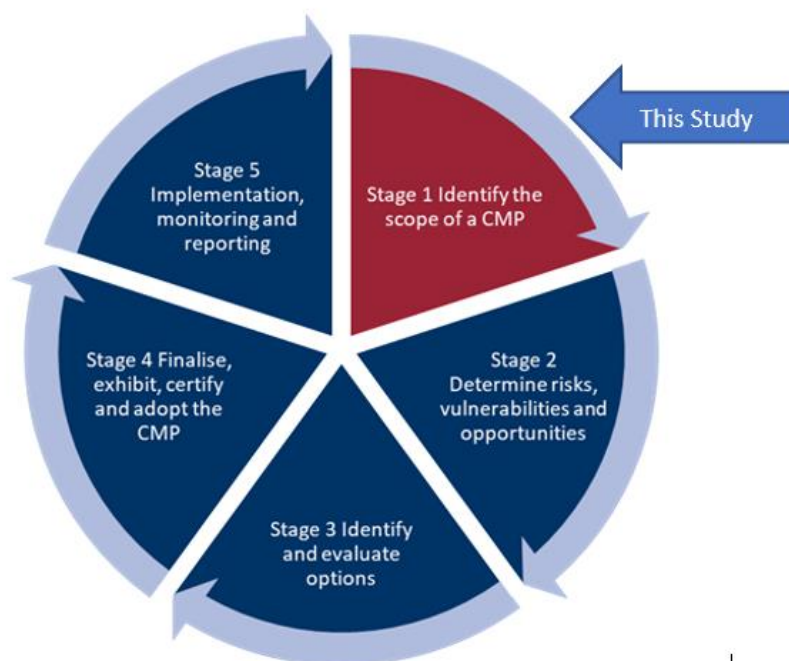 This Study
Stage 1 Identify the
scope of a CMP
Stage 2
Determine risks,
vulnerabilities and
opportunities
Stage 3 Identify
and evaluate
options
Stage 4 Finalise,
exhibit, certify
and adopt the
CMP
Stage 5
Implementation,
monitoring and
reporting